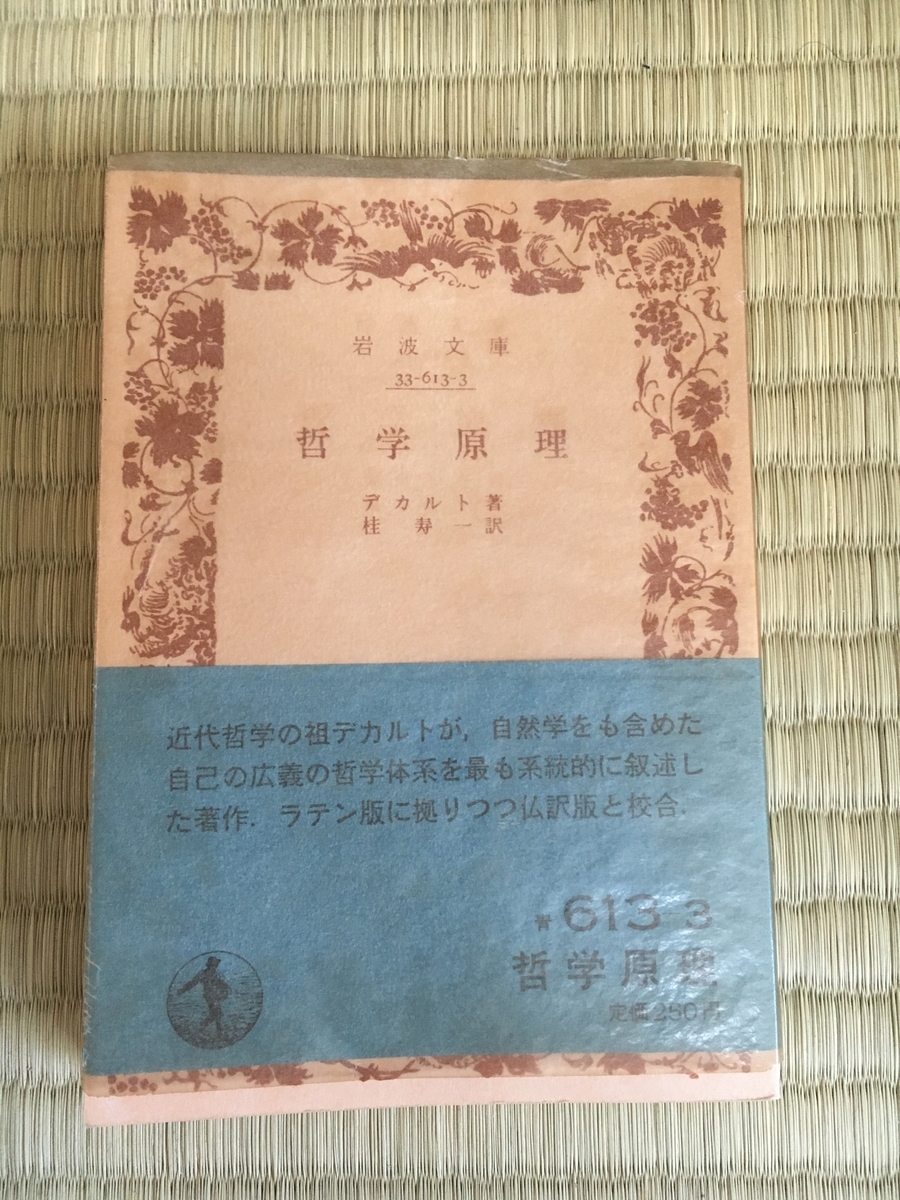 岩波文庫
33-613-3
哲学原理
デカルト著
桂寿一訳
近代哲学の祖デカルトが，自然学をも含めた
自己の広義の哲学体系を最も系統的に叙述し
た著作．ラテン版に拠りつつ仏訳版と校合．
青613-3
哲学原理
定価250円